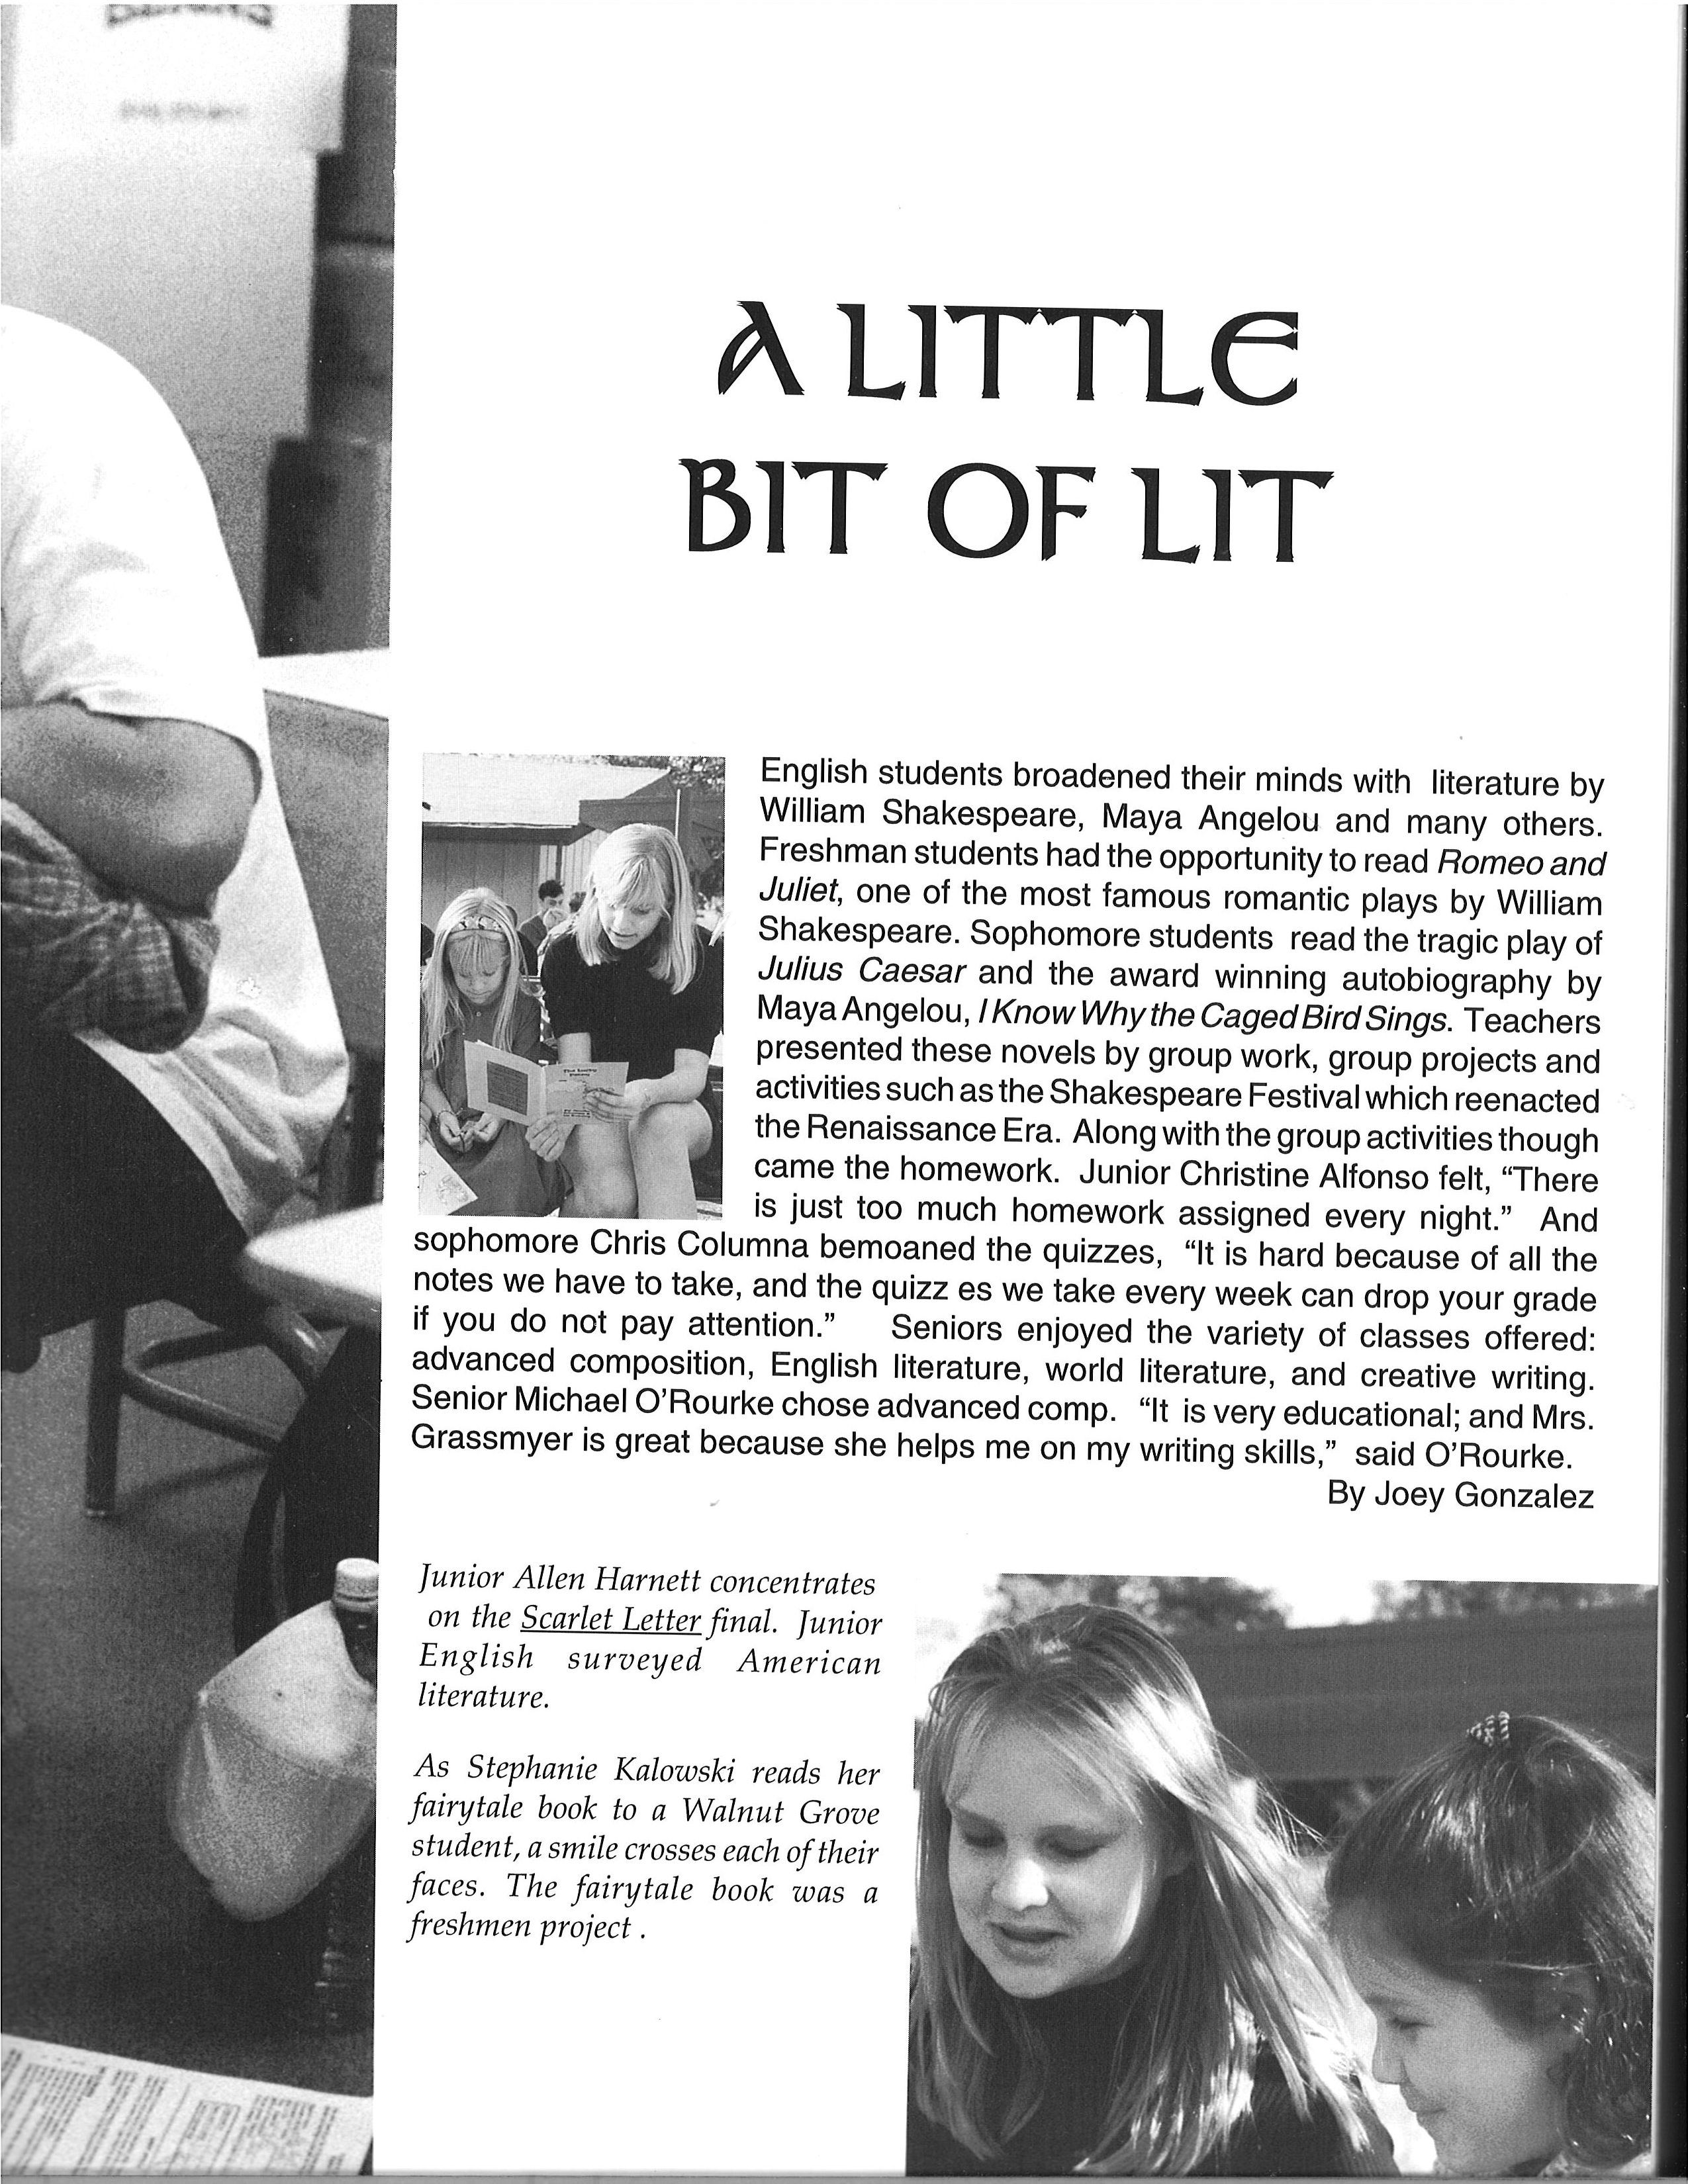 A LITTLE
BIT OF LIT
English students broadened their minds with literature by
William Shakespeare, Maya Angelou and many others.
Freshman students had the opportunity to read Romeo and
Juliet, one of the most famous romantic plays by William
Shakespeare. Sophomore students read the tragic play of
Julius Caesar and the award winning autobiography by
Maya Angelou, I Know Why the Caged Bird Sings. Teachers
presented these novels by group work, group projects and
activities such as the Shakespeare Festival which reenacted
the Renaissance Era. Along with the group activities though
came the homework. Junior Christine Alfonso felt, “There
is just too much homework assigned every night.” And
sophomore Chris Columna bemoaned the quizzes, “It is hard because of all the
notes we have to take, and the quizz es we take every week can drop your grade
if you do not pay attention.” Seniors enjoyed the variety of classes offered:
advanced composition, English literature, world literature, and creative writing.
Senior Michael O’Rourke chose advanced comp. “It is very educational; and Mrs.
Grassmyer is great because she helps me on my writing skills,” said O’Rourke.
By Joey Gonzalez
Junior Allen Harnett concentrates
on the Scarlet Letter final. Junior
English surveyed American
literature.
As Stephanie Kalowski reads her
fairytale book to a Walnut Grove
student, a smile crosses each of their
faces. The fairytale book was a
freshmen project .